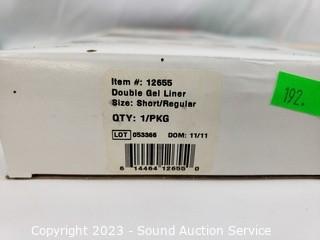 Item #: 12655
Double Gel Liner
Size: Short/Regular
QTY: 1/PKG
LOT 053366 DOM: 11/11
6 14464 12655 0
192.
Copyright 2023 - Sound Auction Service